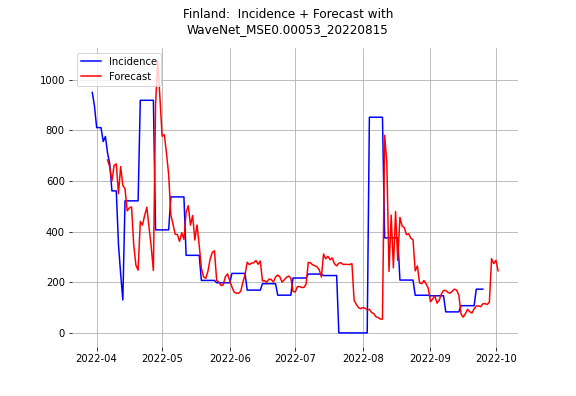 Finland:  Incidence + Forecast with
WaveNet_MSE0.00053_20220815
Incidence
Forecast
1000
800
600
400
200
0
2022-04 2022-05 2022-06 2022-07 2022-08 2022-09 2022-10